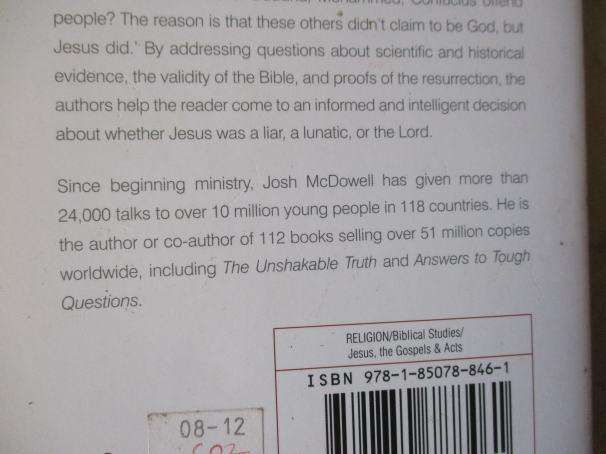 people? The reason is that these others didn't claim to be God, but
Jesus did.' By addressing questions about scientific and historical
evidence, the validity of the Bible, and proofs of the resurrection, the
authors help the reader come to an informed and intelligent decision
about whether Jesus was a liar, a lunatic, or the Lord.
Since beginning ministry, Josh McDowell has given more than
24,000 talks to over 10 million young people in 118 countries. He is
the author or co-author of 112 books selling over 51 million copies
worldwide, including The Unshakable Truth and Answers to Tough
Questions.
RELIGION/Biblical Studies/
Jesus, the Gospels & Acts
ISBN 978-1-85078-846-1
08-12